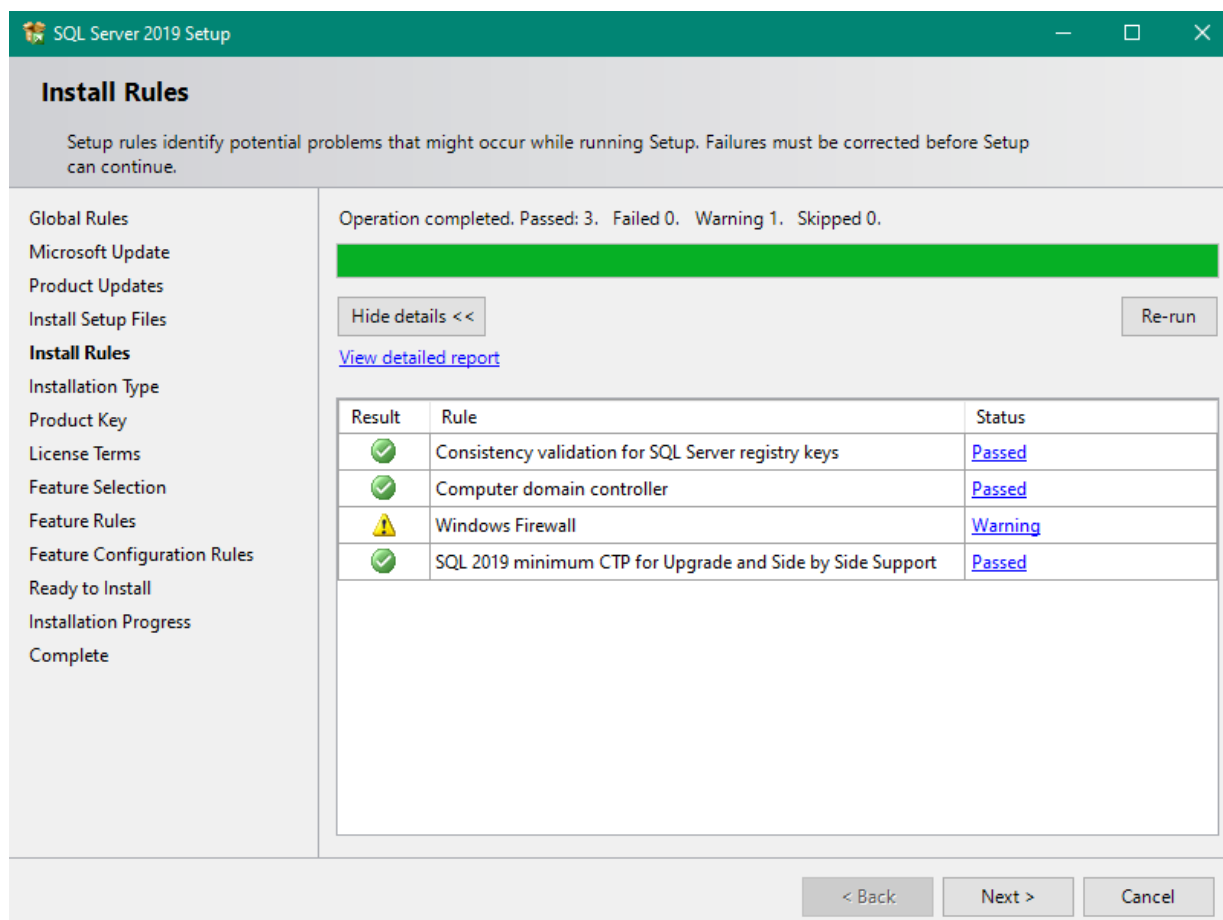 SQL Server 2019 Setup
Install Rules
Setup rules identify potential problems that might occur while running Setup. Failures must be corrected before Setup
can continue.
Global Rules
Microsoft Update
Product Updates
Install Setup Files
Install Rules
Installation Type
Product Key
License Terms
Feature Selection
Feature Rules
Feature Configuration Rules
Ready to Install
Installation Progress
Complete
Operation completed. Passed: 3.   Failed 0.   Warning 1.   Skipped 0.
Hide details <<
Re-run
View detailed report
Result Rule Status
Consistency validation for SQL Server registry keys Passed
Computer domain controller Passed
Windows Firewall Warning
SQL 2019 minimum CTP for Upgrade and Side by Side Support Passed
< Back Next > Cancel